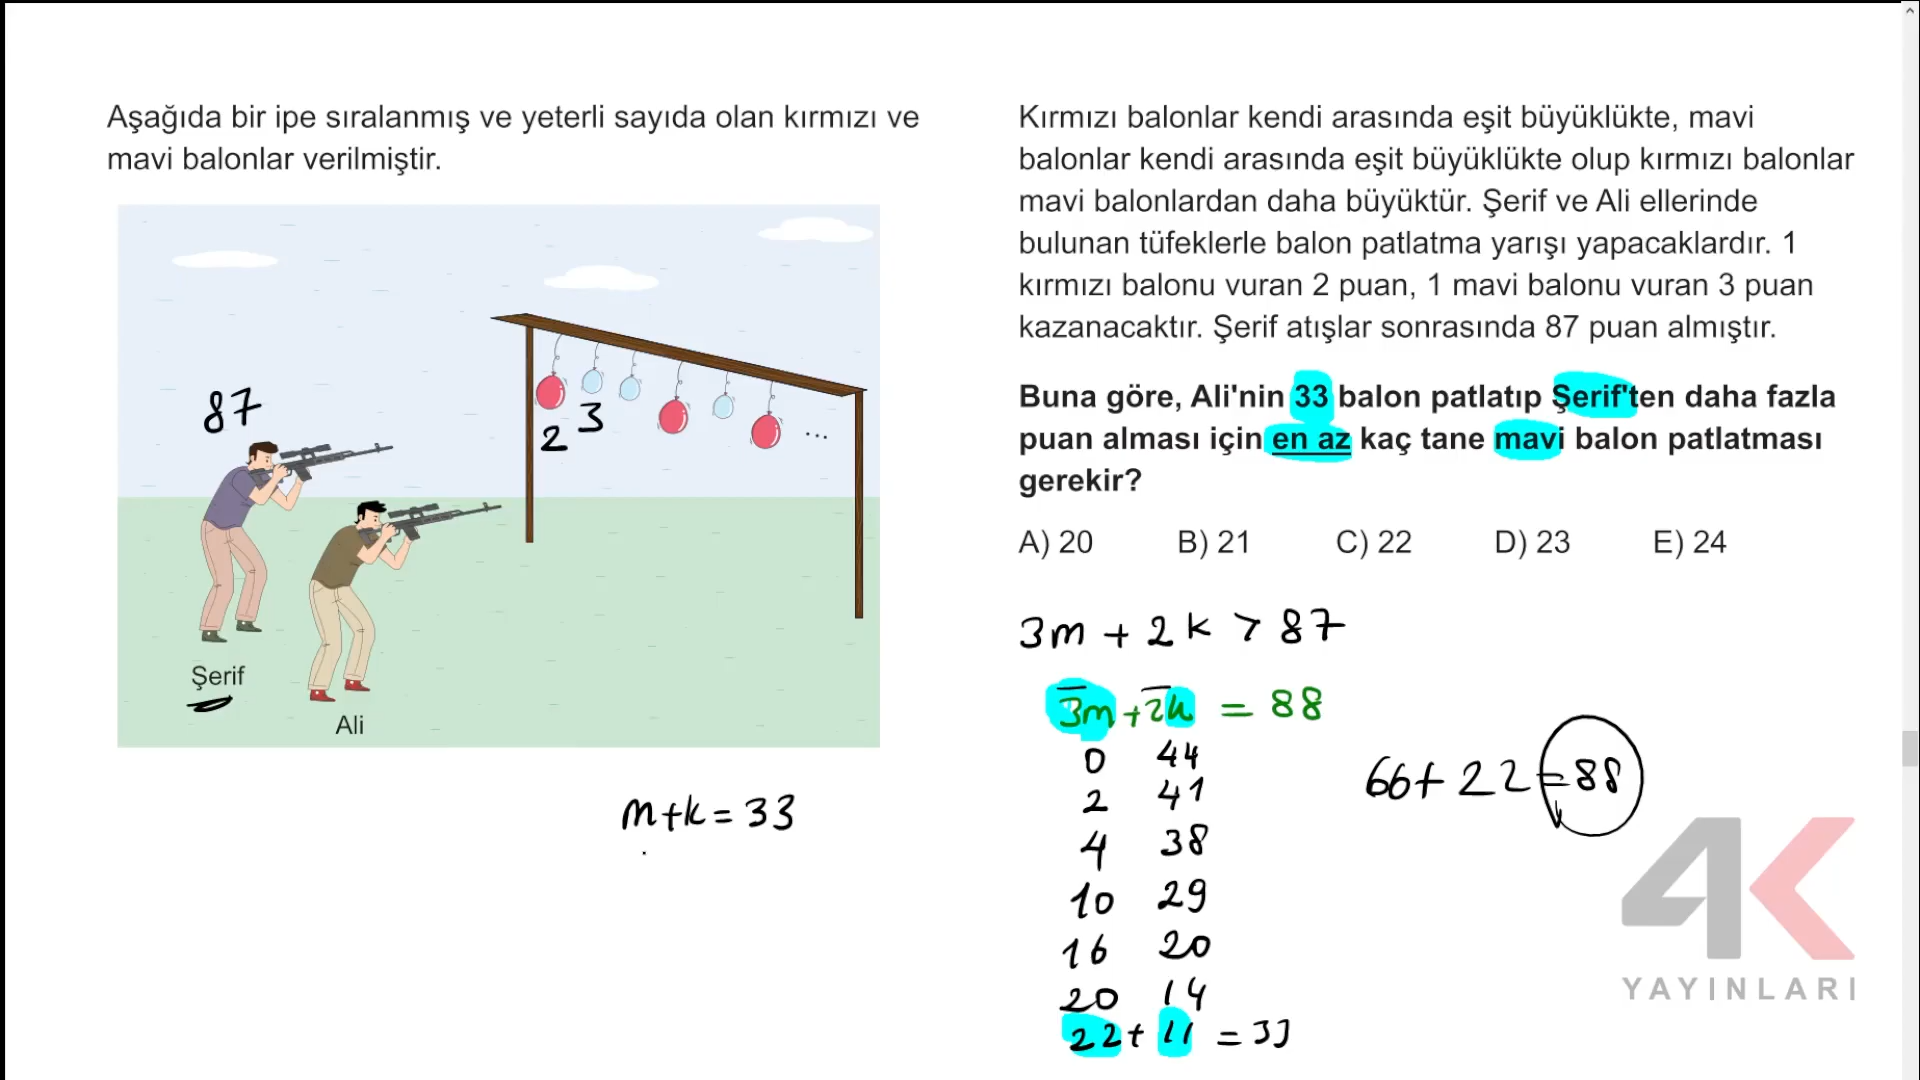 Aşağıda bir ipe sıralanmış ve yeterli sayıda olan kırmızı ve
mavi balonlar verilmiştir.
87
2 3
...
Şerif
Ali
m+k = 33
Kırmızı balonlar kendi arasında eşit büyüklükte, mavi
balonlar kendi arasında eşit büyüklükte olup kırmızı balonlar
mavi balonlardan daha büyüktür. Şerif ve Ali ellerinde
bulunan tüfeklerle balon patlatma yarışı yapacaklardır. 1
kırmızı balonu vuran 2 puan, 1 mavi balonu vuran 3 puan
kazanacaktır. Şerif atışlar sonrasında 87 puan almıştır.
Buna göre, Ali'nin 33 balon patlatıp Şerif'ten daha fazla
puan alması için en az kaç tane mavi balon patlatması
gerekir?
A) 20 B) 21 C) 22 D) 23 E) 24
3m + 2k > 87
3m + 2k = 88
0 44
2 41
4 38
10 29
16 20
20 14
22 + 11 = 33
66 + 22 = 88
4K
YAYINLARI